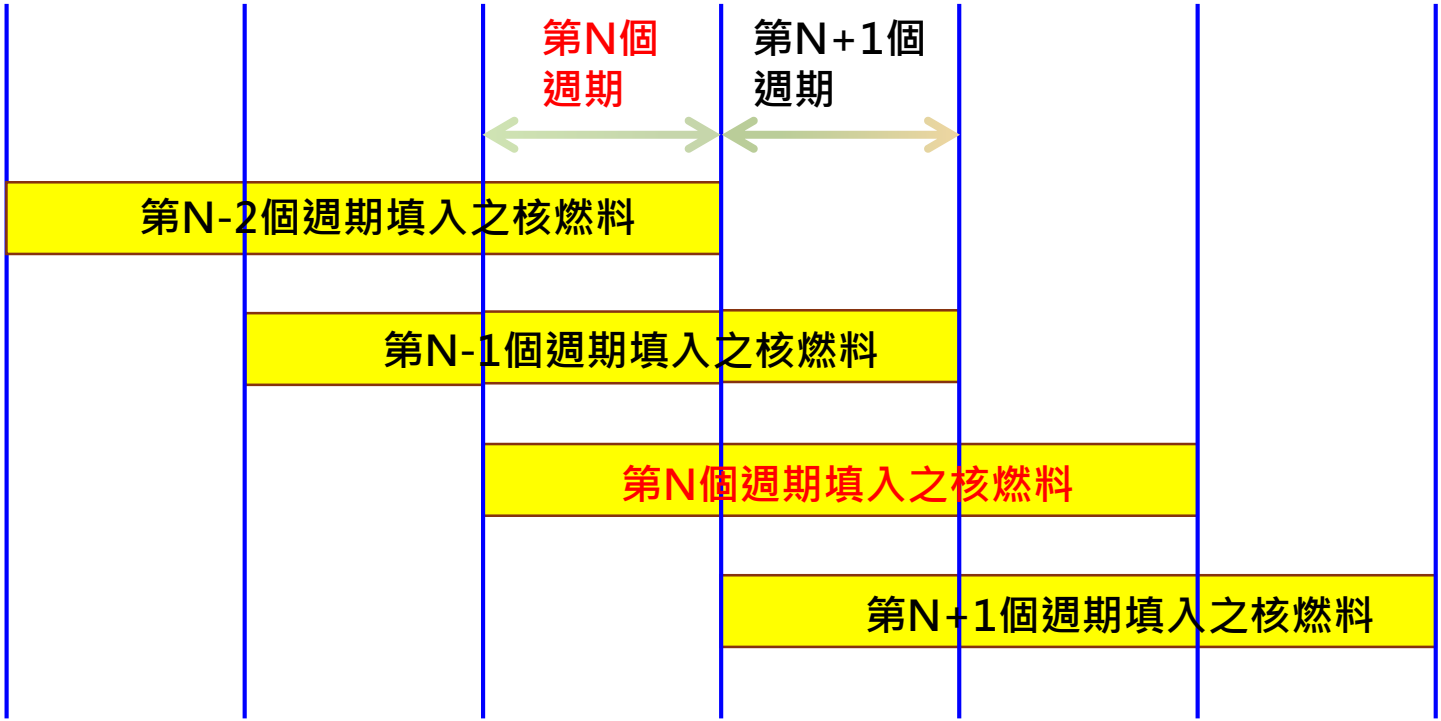 第N個
週期
第N+1個
週期
第N-2個週期填入之核燃料
第N-1個週期填入之核燃料
第N個週期填入之核燃料
第N+1個週期填入之核燃料